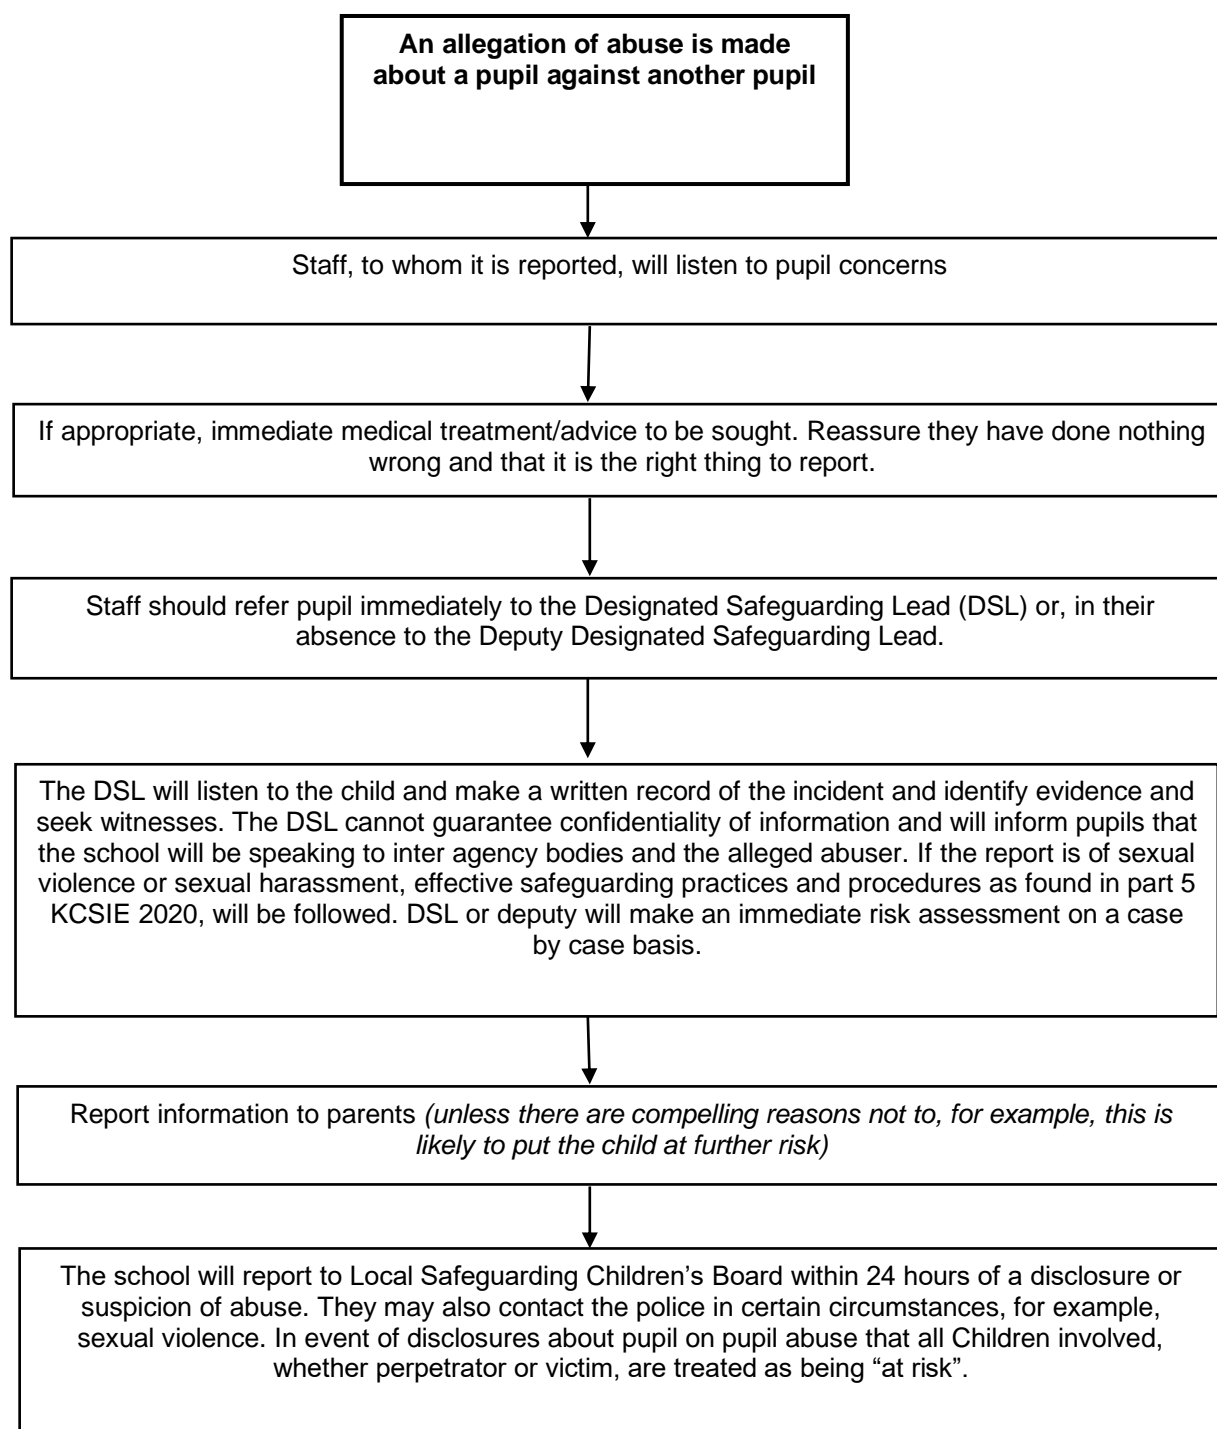 An allegation of abuse is made
about a pupil against another pupil
Staff, to whom it is reported, will listen to pupil concerns
If appropriate, immediate medical treatment/advice to be sought. Reassure they have done nothing
wrong and that it is the right thing to report.
Staff should refer pupil immediately to the Designated Safeguarding Lead (DSL) or, in their
absence to the Deputy Designated Safeguarding Lead.
The DSL will listen to the child and make a written record of the incident and identify evidence and
seek witnesses. The DSL cannot guarantee confidentiality of information and will inform pupils that
the school will be speaking to inter agency bodies and the alleged abuser. If the report is of sexual
violence or sexual harassment, effective safeguarding practices and procedures as found in part 5
KCSIE 2020, will be followed. DSL or deputy will make an immediate risk assessment on a case
by case basis.
Report information to parents (unless there are compelling reasons not to, for example, this is
likely to put the child at further risk)
The school will report to Local Safeguarding Children’s Board within 24 hours of a disclosure or
suspicion of abuse. They may also contact the police in certain circumstances, for example,
sexual violence. In event of disclosures about pupil on pupil abuse that all Children involved,
whether perpetrator or victim, are treated as being “at risk”.